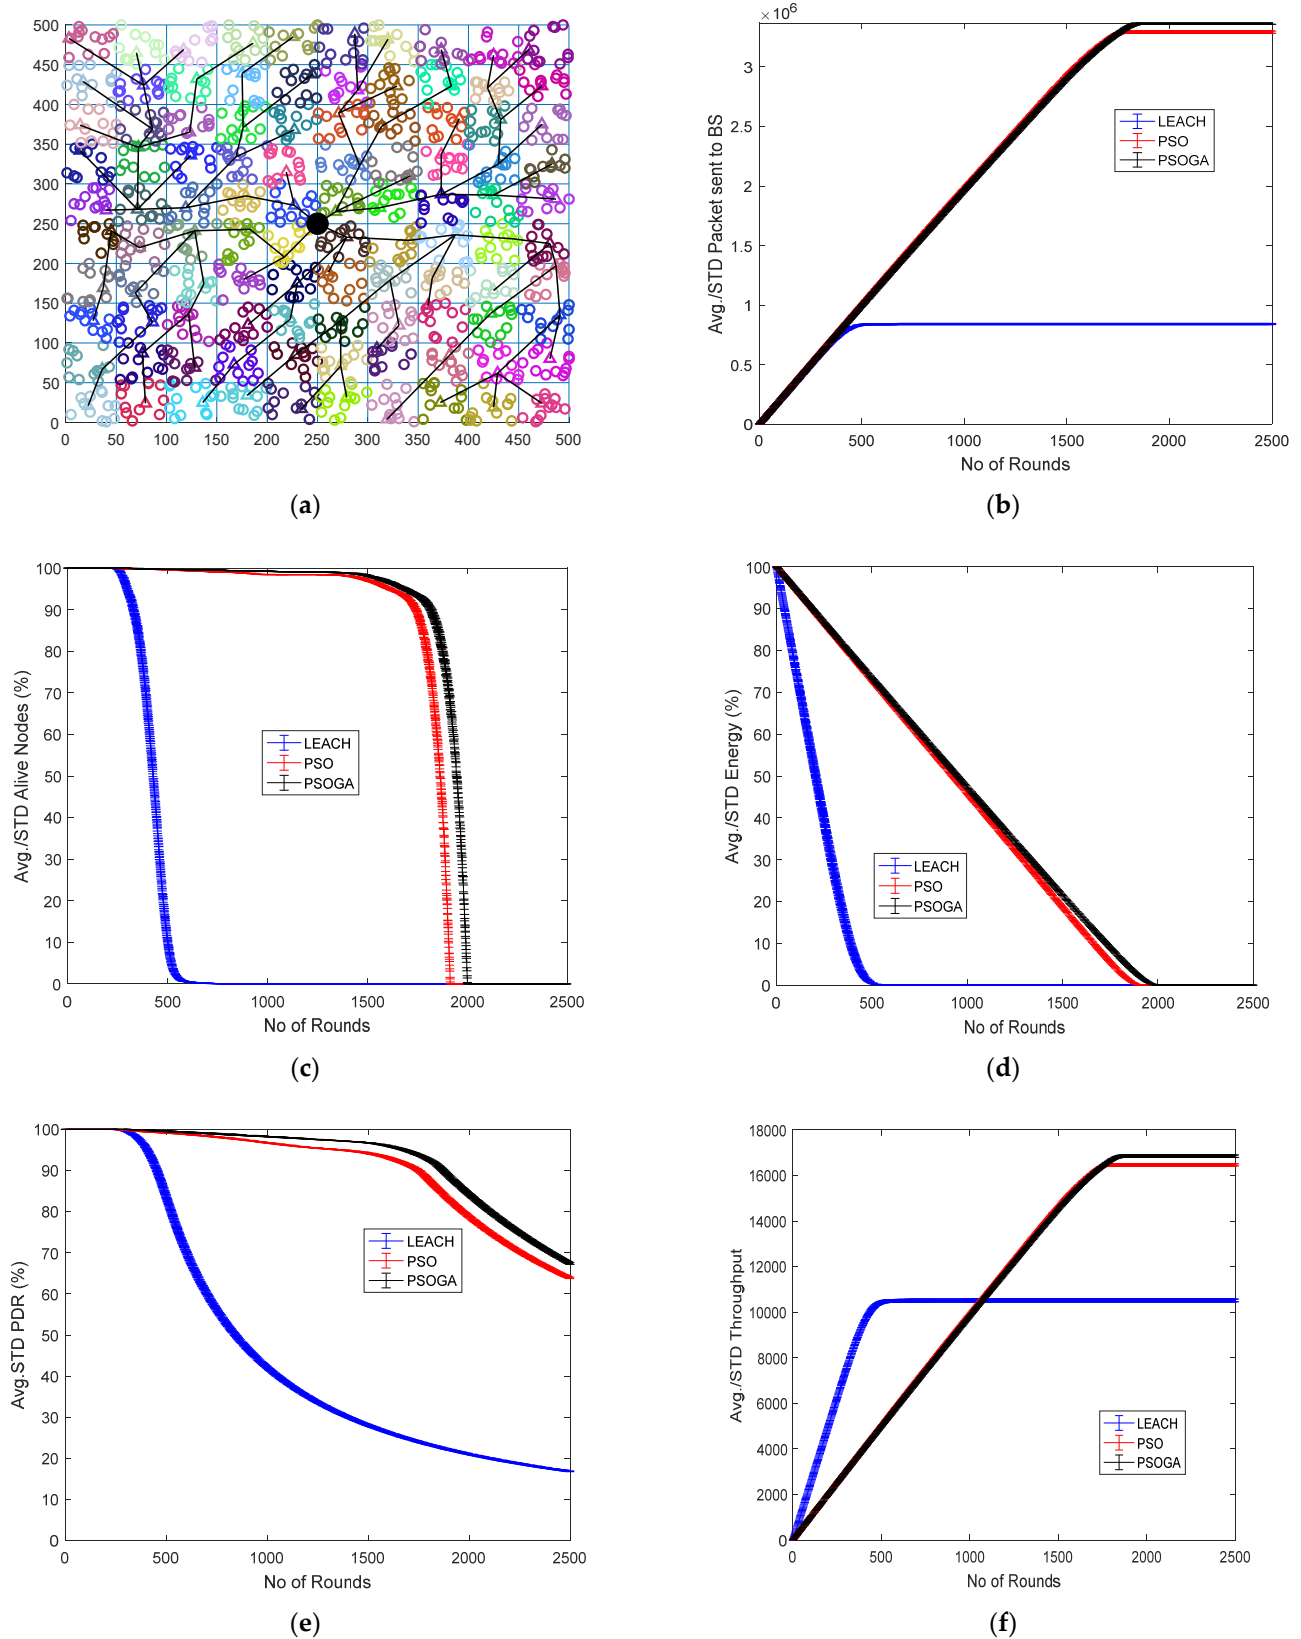 500
450
400
350
300
250
200
150
100
50
0
0 50 100 150 200 250 300 350 400 450 500
(a)
× 10⁶
3
2.5
2
1.5
1
0.5
0
Avg./STD Packet sent to BS
LEACH
PSO
PSOGA
0 500 1000 1500 2000 2500
No of Rounds
(b)
100
90
80
70
60
50
40
30
20
10
0
Avg./STD Alive Nodes (%)
LEACH
PSO
PSOGA
0 500 1000 1500 2000 2500
No of Rounds
(c)
100
90
80
70
60
50
40
30
20
10
0
Avg./STD Energy (%)
LEACH
PSO
PSOGA
0 500 1000 1500 2000 2500
No of Rounds
(d)
100
90
80
70
60
50
40
30
20
10
0
Avg.STD PDR (%)
LEACH
PSO
PSOGA
0 500 1000 1500 2000 2500
No of Rounds
(e)
18000
16000
14000
12000
10000
8000
6000
4000
2000
0
Avg./STD Throughput
LEACH
PSO
PSOGA
0 500 1000 1500 2000 2500
No of Rounds
(f)